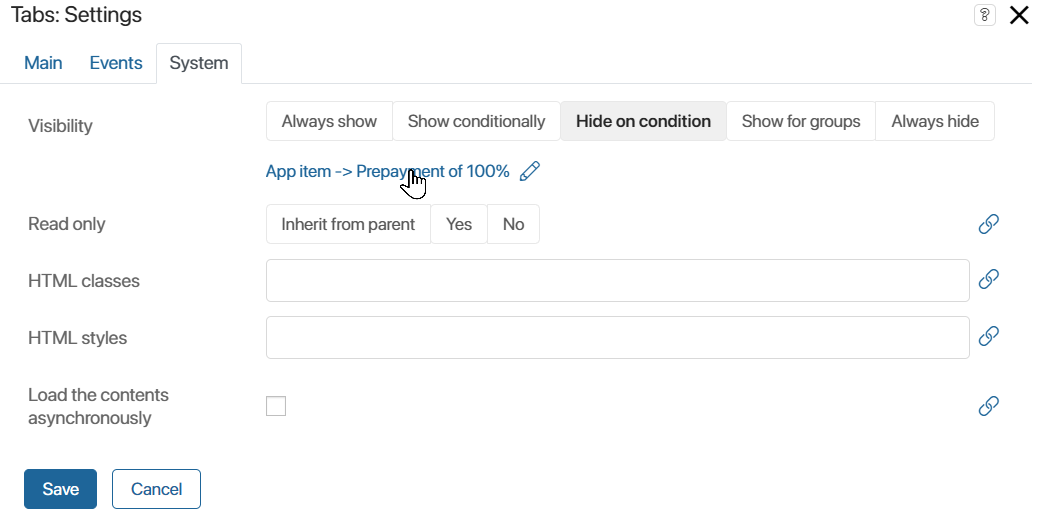 Tabs: Settings ?
Main Events System
Visibility Always show Show conditionally Hide on condition Show for groups Always hide
App item -> Prepayment of 100%
Read only Inherit from parent Yes No
HTML classes
HTML styles
Load the contents
asynchronously
Save Cancel